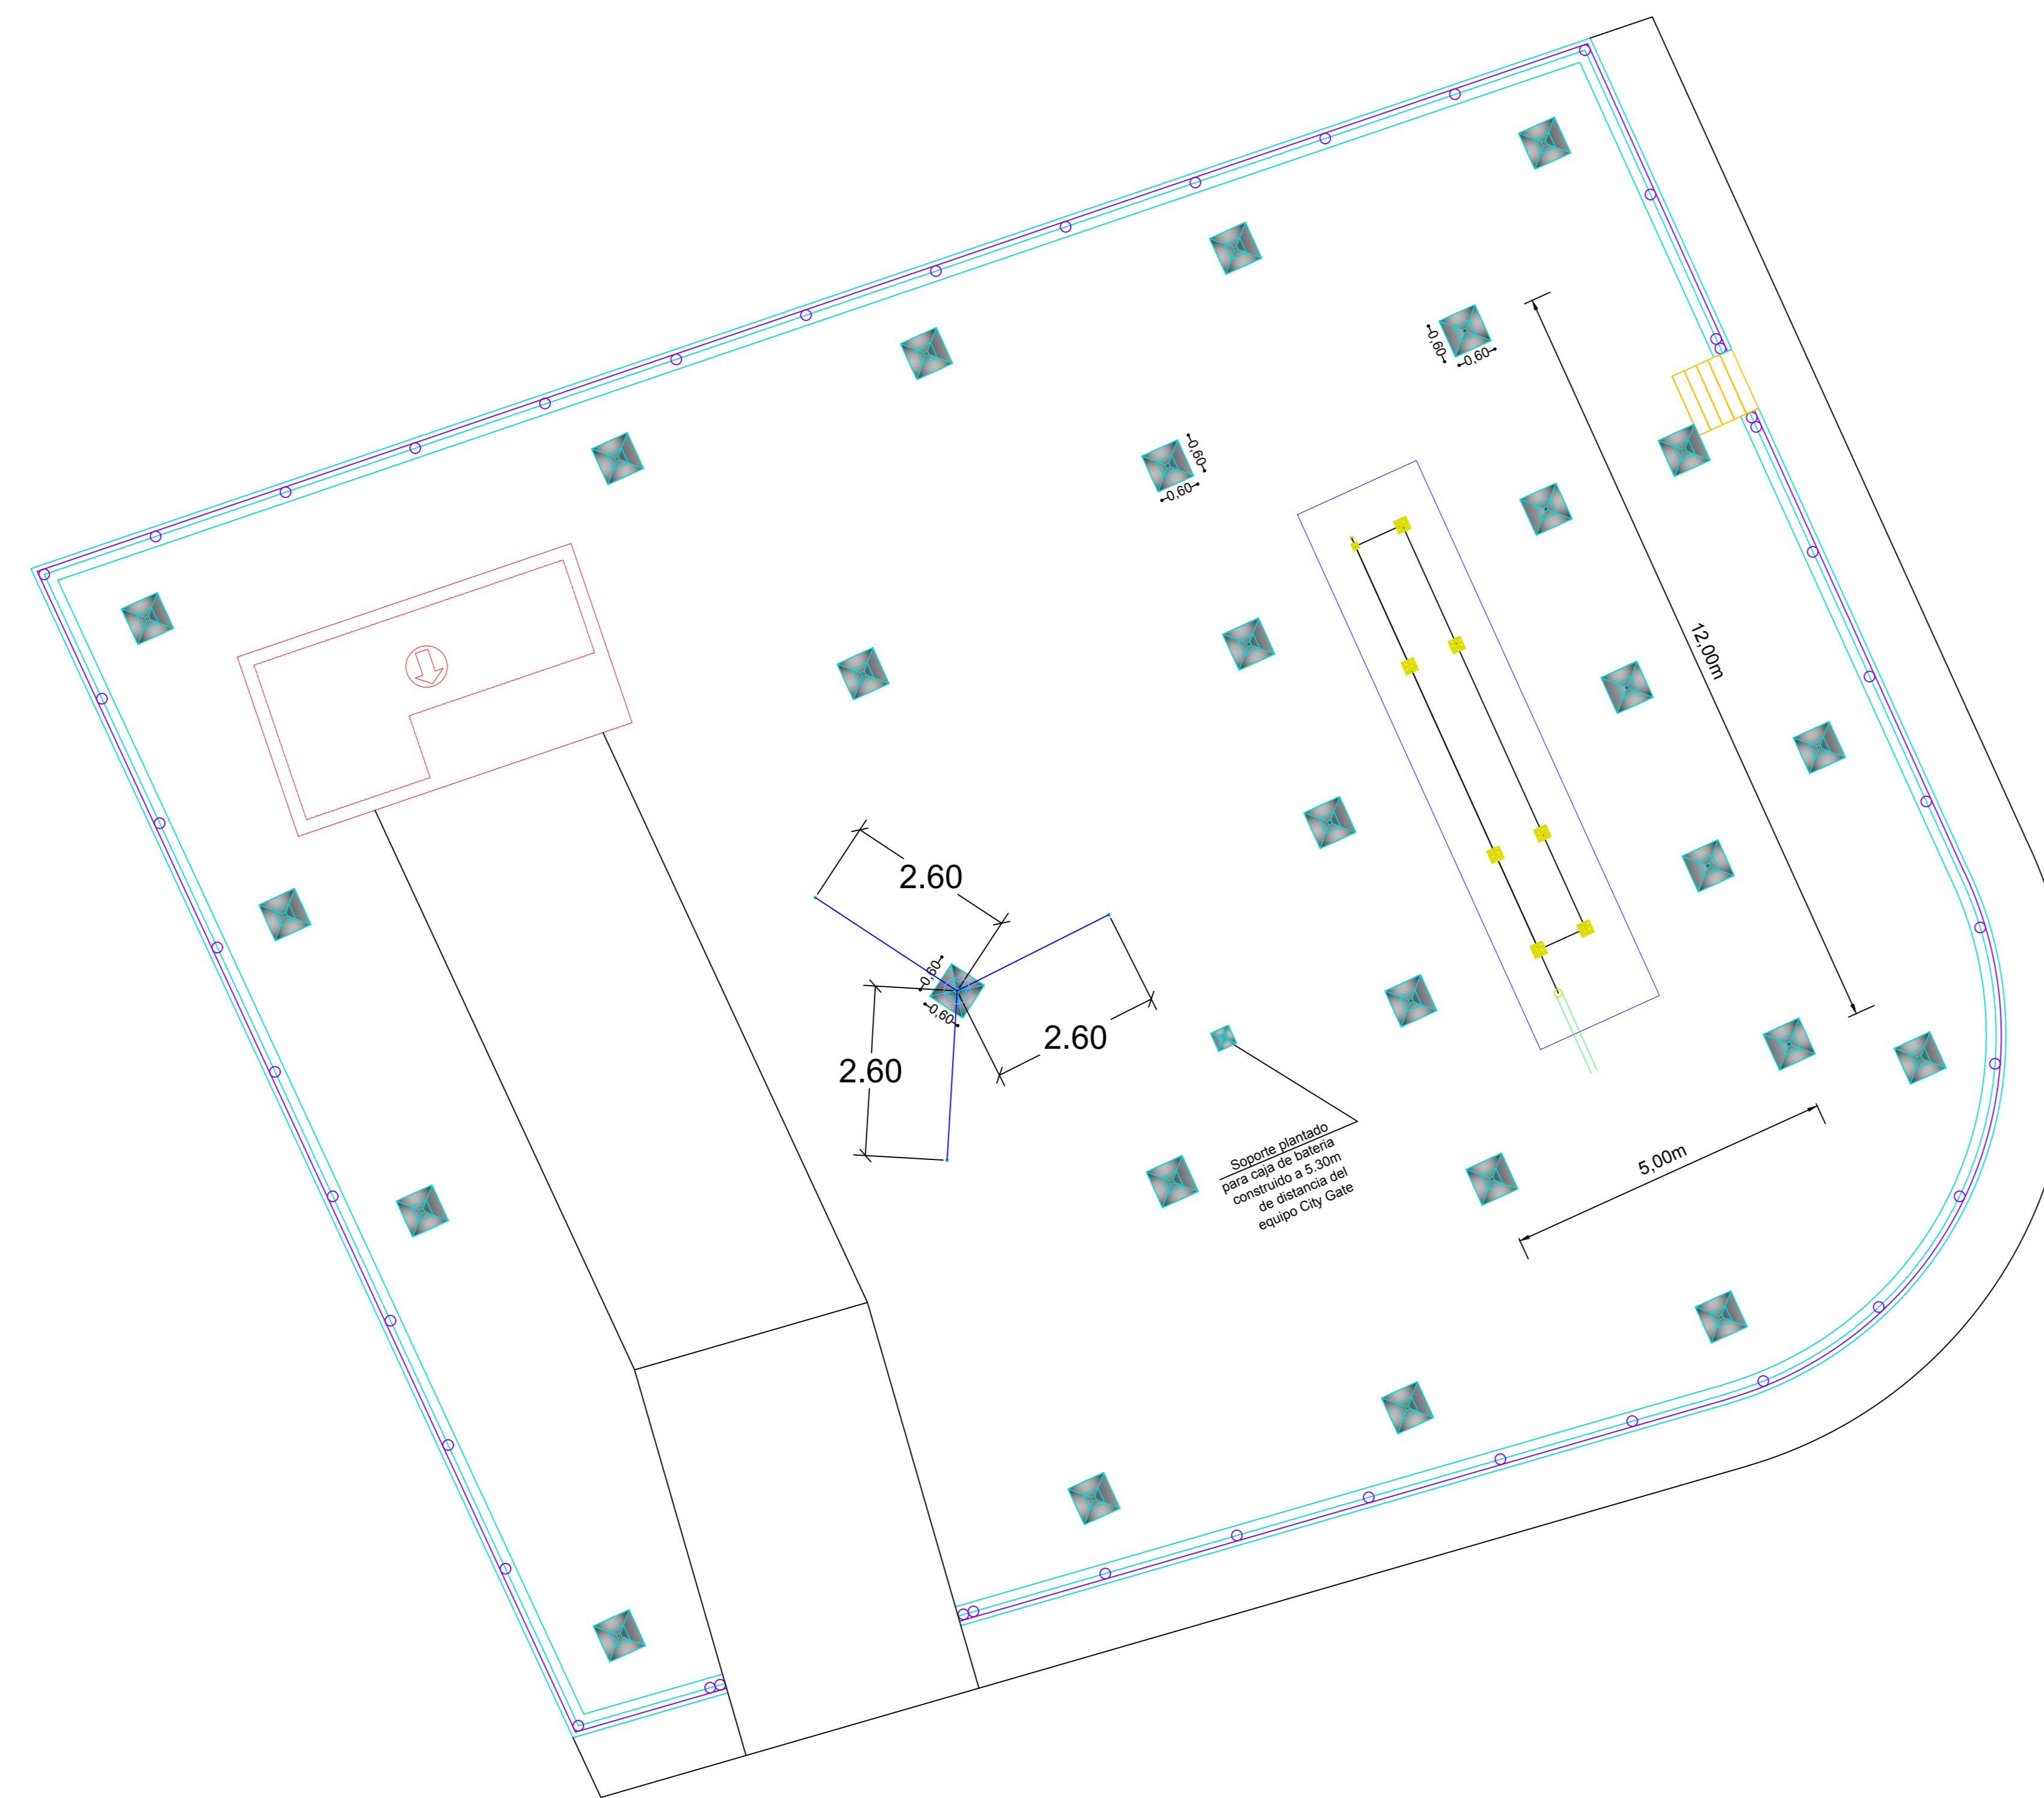 0,60
0,60
0,60
0,60
12,00m
2.60
0,60
0,60
2.60
2.60
Soporte plantado
para caja de bateria
construido a 5.30m
de distancia del
equipo City Gate
5,00m